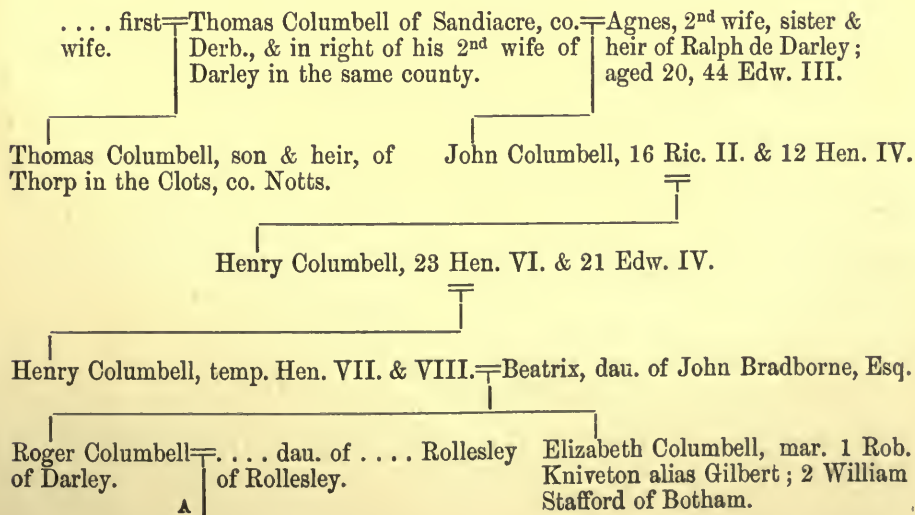 . . . . first Thomas Columbell of Sandiacre, co. Agnes, 2nd wife, sister &
wife. Derb., & in right of his 2nd wife of heir of Ralph de Darley;
Darley in the same county. aged 20, 44 Edw. III.
Thomas Columbell, son & heir, of John Columbell, 16 Ric. II. & 12 Hen. IV.
Thorp in the Clots, co. Notts.
Henry Columbell, 23 Hen. VI. & 21 Edw. IV.
Henry Columbell, temp. Hen. VII. & VIII. Beatrix, dau. of John Bradborne, Esq.
Roger Columbell . . . . dau. of . . . . Rollesley Elizabeth Columbell, mar. 1 Rob.
of Darley. of Rollesley. Kniveton alias Gilbert; 2 William
A Stafford of Botham.